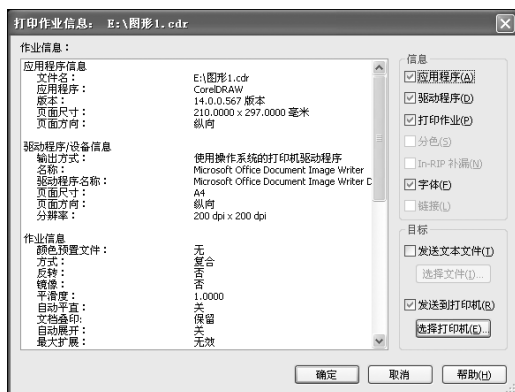 打印作业信息: E:\图形1.cdr
作业信息:
应用程序信息
文件名: E:\图形1.cdr
应用程序: CorelDRAW
版本: 14.0.0.567 版本
页面尺寸: 210.0000 x 297.0000 毫米
页面方向: 纵向
驱动程序/设备信息
输出方式: 使用操作系统的打印机驱动程序
名称: Microsoft Office Document Image Writer
驱动程序名称: Microsoft Office Document Image Writer D
页面尺寸: A4
页面方向: 纵向
分辨率: 200 dpi x 200 dpi
作业信息
颜色预置文件: 无
方式: 复合
反转: 否
镜像: 否
平滑度: 1.0000
自动平直: 关
文档叠印: 保留
自动展开: 关
最大扩展: 无效
信息
应用程序(A)
驱动程序(D)
打印作业(P)
分色(S)
In-RIP 补漏(N)
字体(F)
链接(L)
目标
发送文本文件(T)
选择文件(I)...
发送到打印机(R)
选择打印机(E)...
确定 取消 帮助(H)